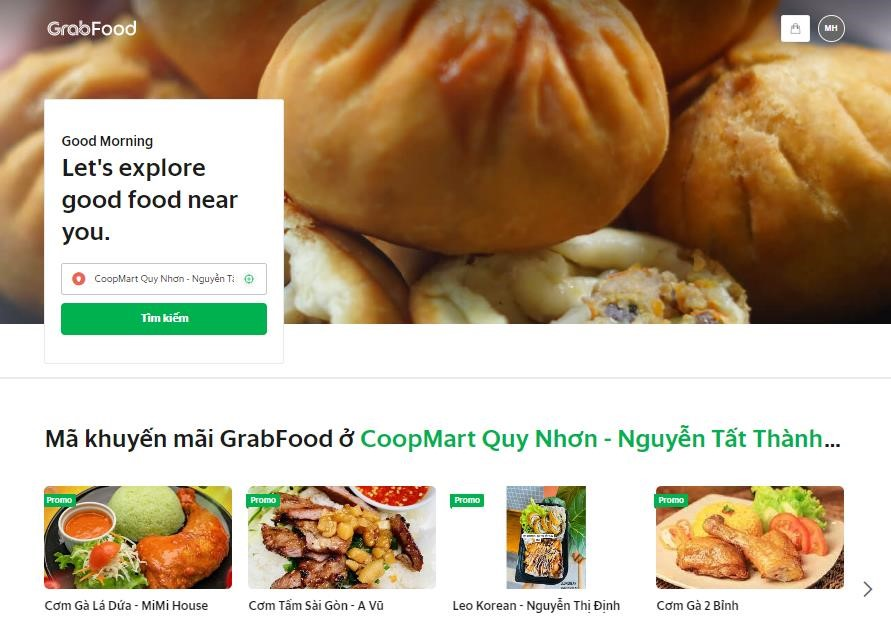 GrabFood
MH
Good Morning
Let's explore
good food near
you.
CoopMart Quy Nhơn - Nguyễn Tấ
Tìm kiếm
Mã khuyến mãi GrabFood ở CoopMart Quy Nhơn - Nguyễn Tất Thành...
Promo
Promo
Promo
Promo
Cơm Gà Lá Dứa - MiMi House
Cơm Tấm Sài Gòn - A Vũ
Leo Korean - Nguyễn Thị Định
Cơm Gà 2 Bỉnh